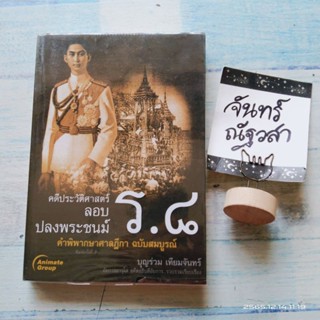 คดีประวัติศาสตร์
ลอบ
ปลงพระชนม์
ร.๘
คำพิพากษาศาลฎีกา ฉบับสมบูรณ์
บุญร่วม เทียมจันทร์
Animate
Group
จันทร์
ณัฐวสา